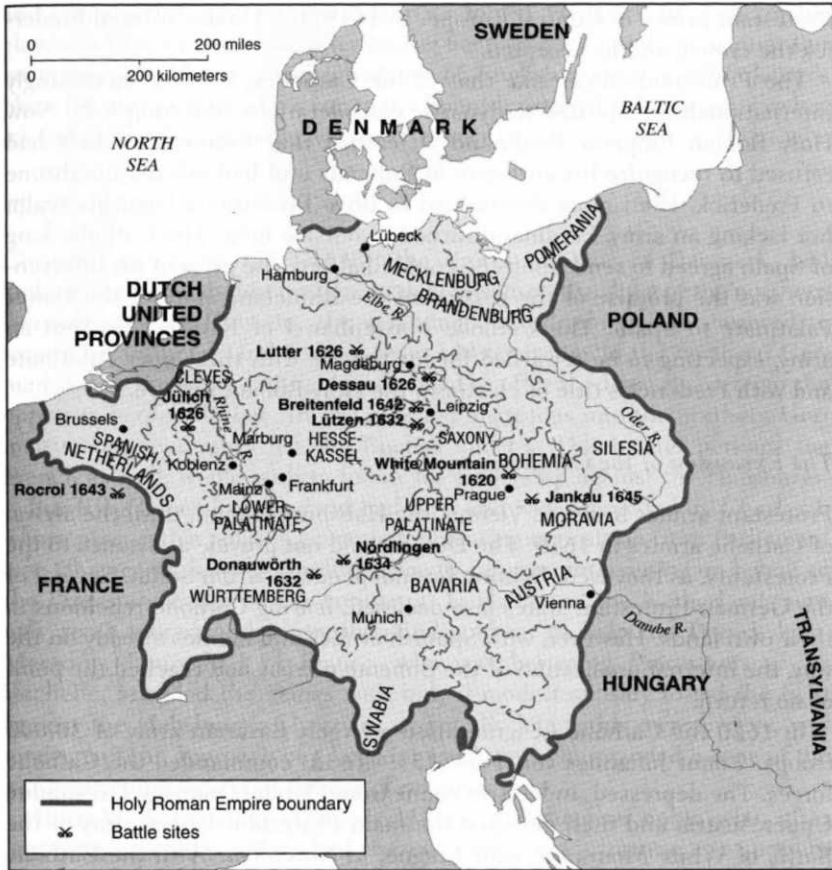 0
200 miles
0
200 kilometers
SWEDEN
DENMARK
NORTH
SEA
BALTIC
SEA
Lübeck
Hamburg
MECKLENBURG
POMERANIA
BRANDENBURG
Elbe R.
DUTCH
UNITED
PROVINCES
POLAND
Lutter 1626
Magdeburg
CLEVES
Dessau 1626
Jülich
1626
Breitenfeld 1642
Leipzig
Lützen 1632
Brussels
Rhine R.
Marburg
HESSE-
KASSEL
SAXONY
Oder R.
SILESIA
SPANISH
NETHERLANDS
Koblenz
White Mountain
1620
BOHEMIA
Rocrol 1643
Mainz
Frankfurt
Prague
Jankau 1645
LOWER
PALATINATE
UPPER
PALATINATE
MORAVIA
Nördlingen
1634
Donauwörth
1632
FRANCE
WÜRTTEMBERG
BAVARIA
AUSTRIA
Vienna
Munich
Danube R.
SWABIA
HUNGARY
TRANSYLVANIA
Holy Roman Empire boundary
Battle sites